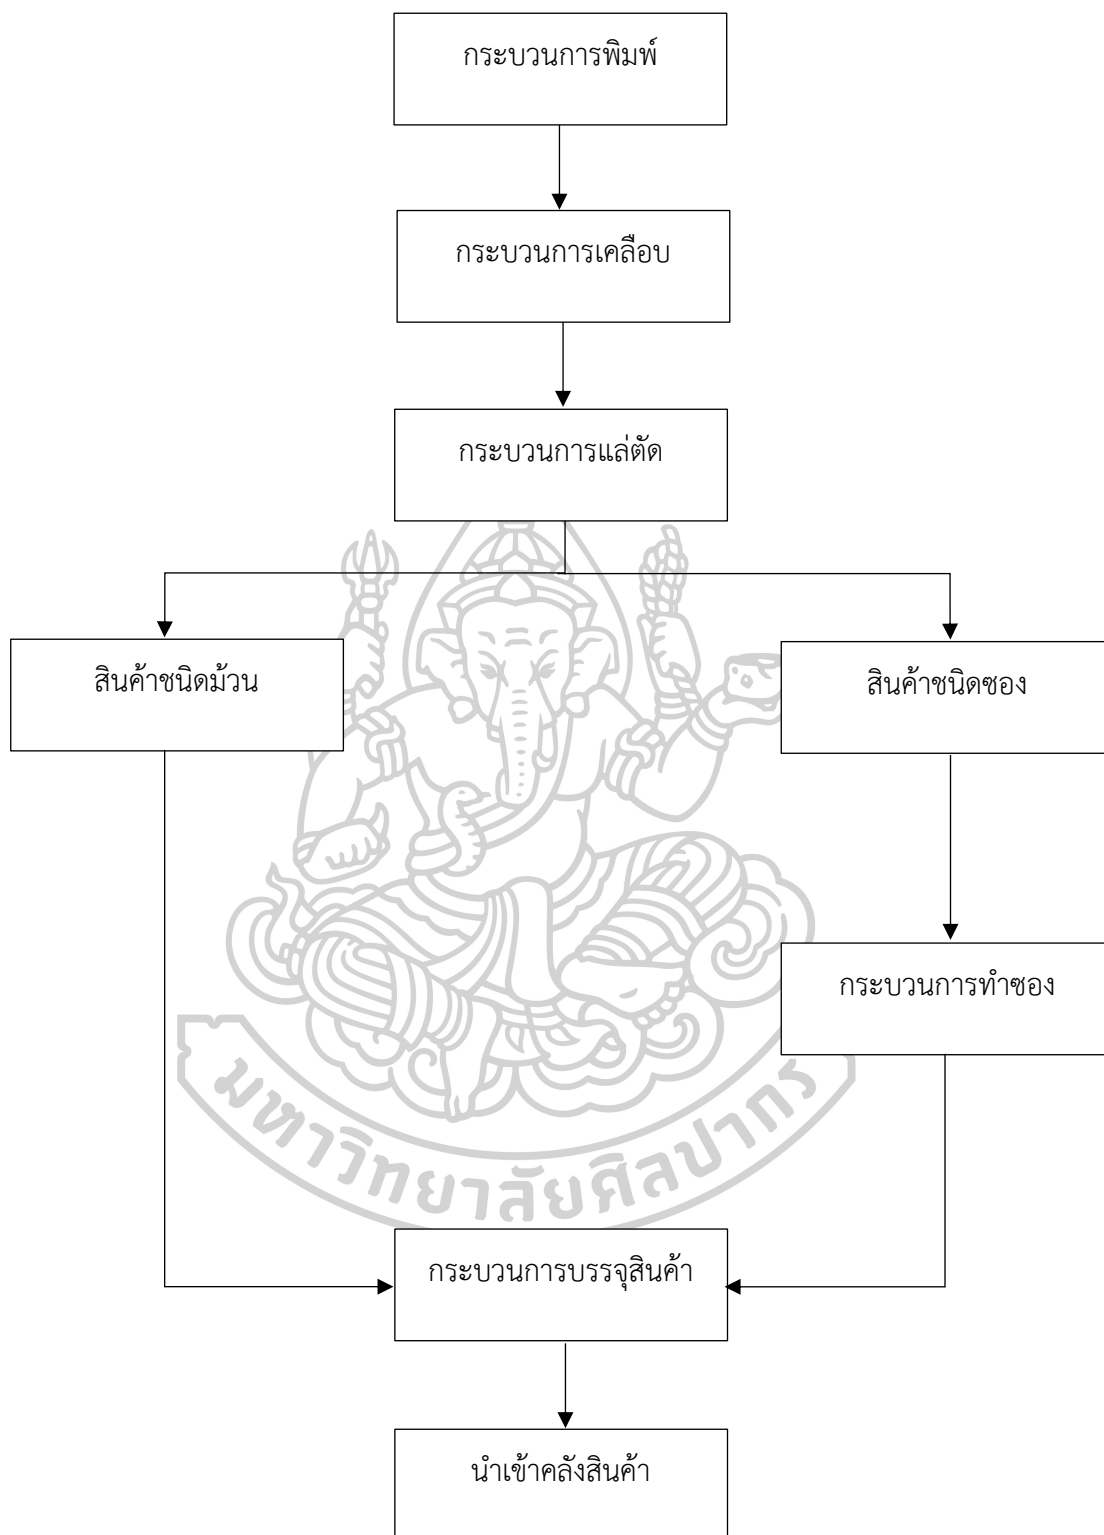 กระบวนการพิมพ์
กระบวนการเคลือบ
กระบวนการแล่ตัด
สินค้าชนิดม้วน
สินค้าชนิดซอง
กระบวนการทำซอง
มหาวิทยาลัยศิลปากร
กระบวนการบรรจุสินค้า
นำเข้าคลังสินค้า